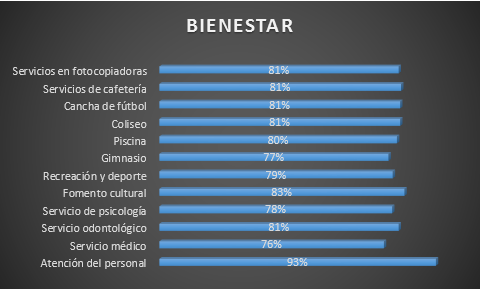 BIENESTAR
Servicios en fotocopiadoras 81%
Servicios de cafetería 81%
Cancha de fútbol 81%
Coliseo 81%
Piscina 80%
Gimnasio 77%
Recreación y deporte 79%
Fomento cultural 83%
Servicio de psicología 78%
Servicio odontológico 81%
Servicio médico 76%
Atención del personal 93%